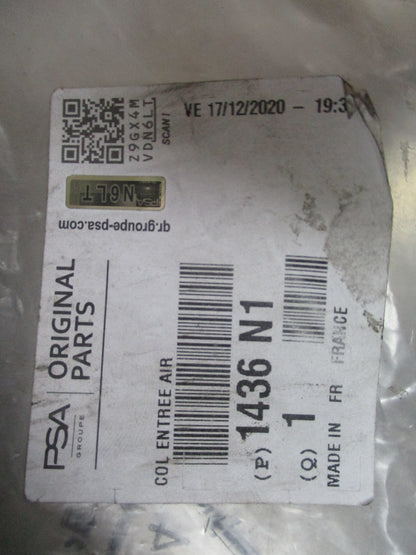 VE 17/12/2020 – 19:3
Z9GX4M
VDN6LT
SCAN !
N6LT
qr.groupe-psa.com
PSA
GROUPE
ORIGINAL
PARTS
COL ENTREE AIR
(P) 1436 N1
(Q) 1
MADE IN FR FRANCE